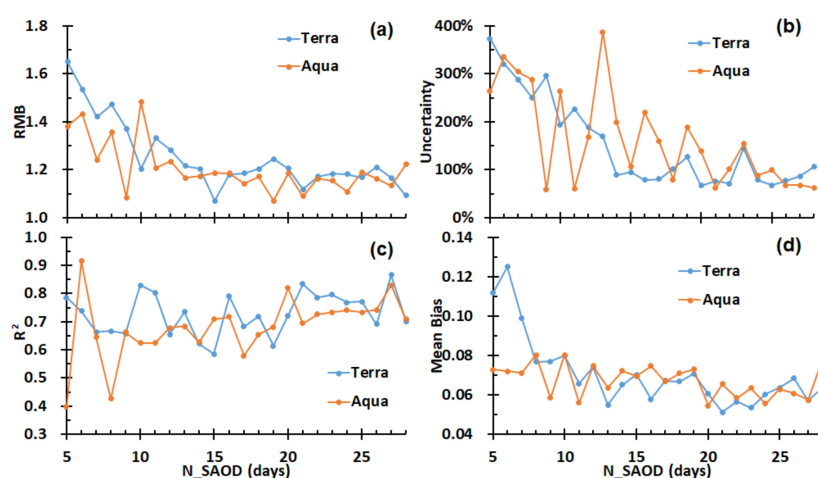 (a)
1.8
1.6
1.4
1.2
1.0
RMB
Terra
Aqua
(b)
400%
300%
200%
100%
0%
Uncertainty
Terra
Aqua
(c)
1.0
0.9
0.8
0.7
0.6
0.5
0.4
0.3
R²
Terra
Aqua
5 10 15 20 25
N_SAOD (days)
(d)
0.14
0.12
0.10
0.08
0.06
0.04
Mean Bias
Terra
Aqua
5 10 15 20 25
N_SAOD (days)